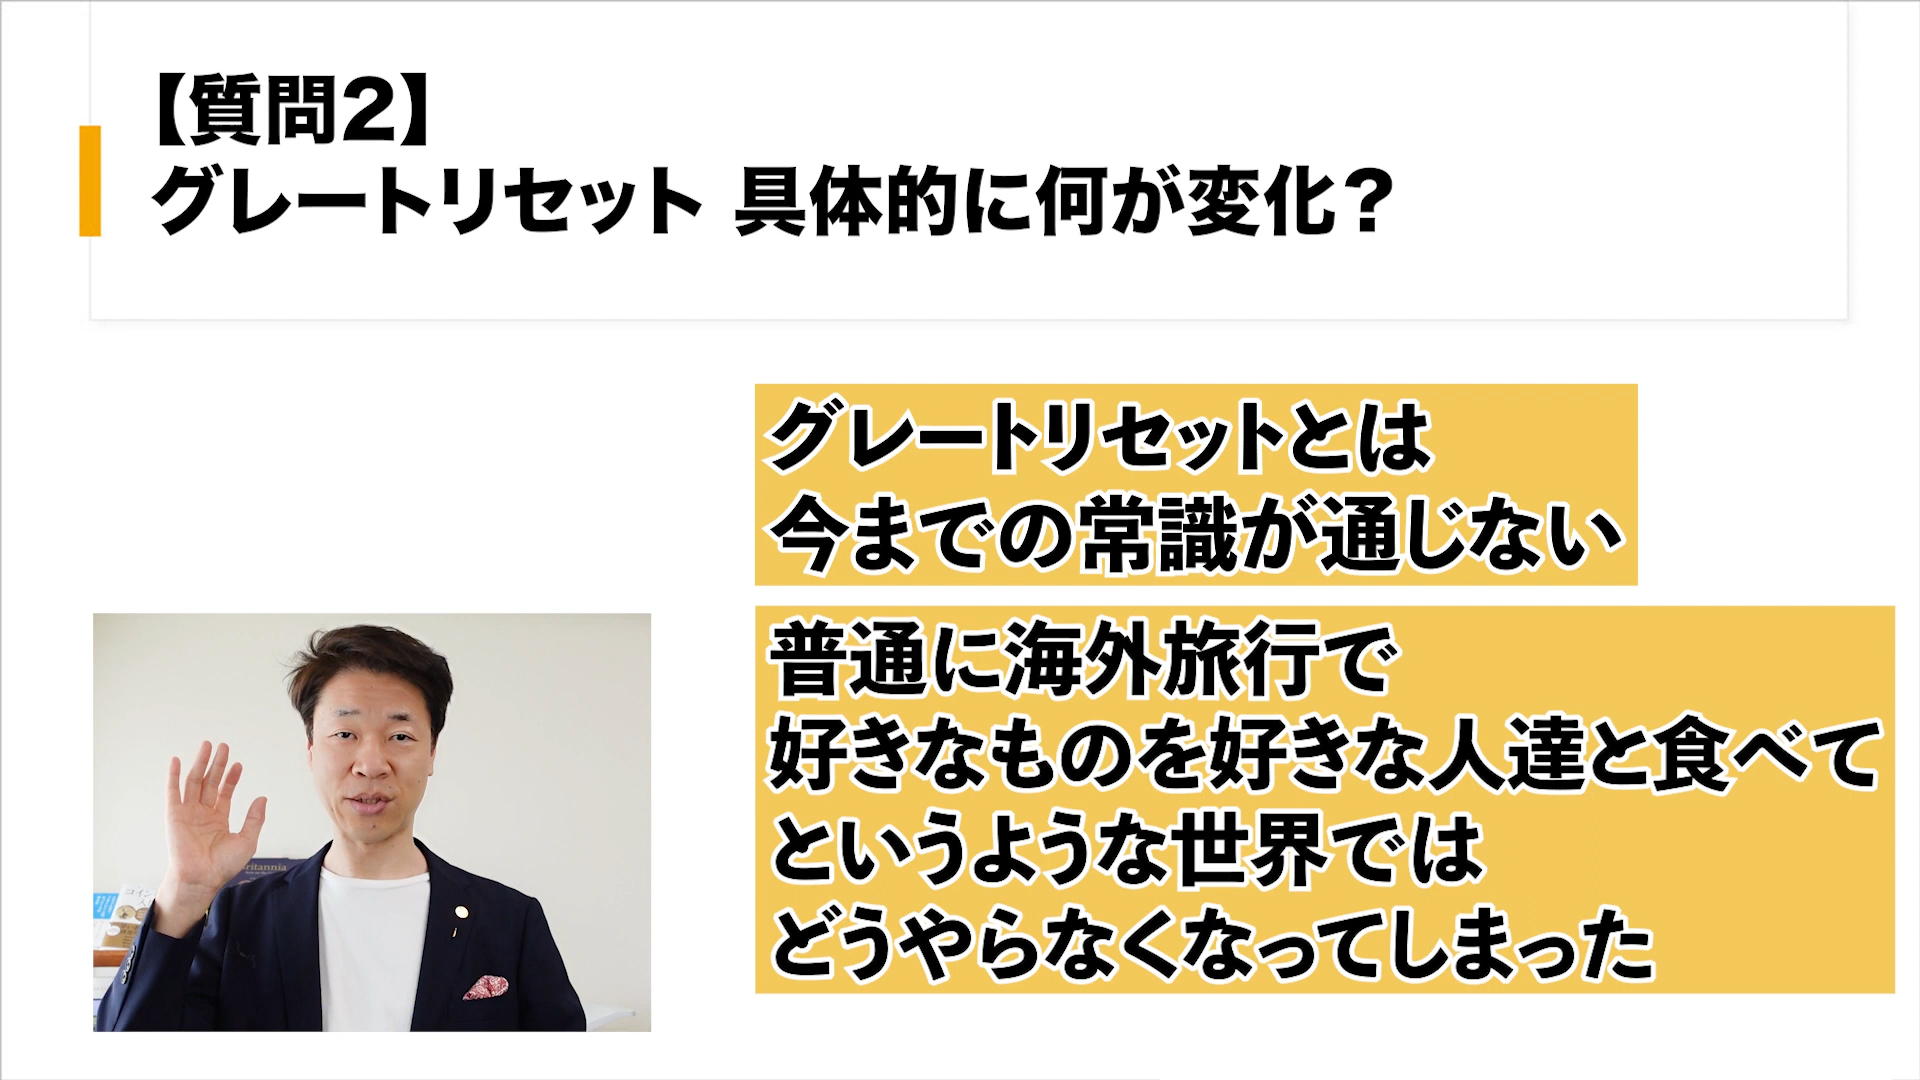 【質問2】
グレートリセット 具体的に何が変化?
グレートリセットとは
今までの常識が通じない
普通に海外旅行で
好きなものを好きな人達と食べて
というような世界では
どうやらなくなってしまった
ritannia
コイン